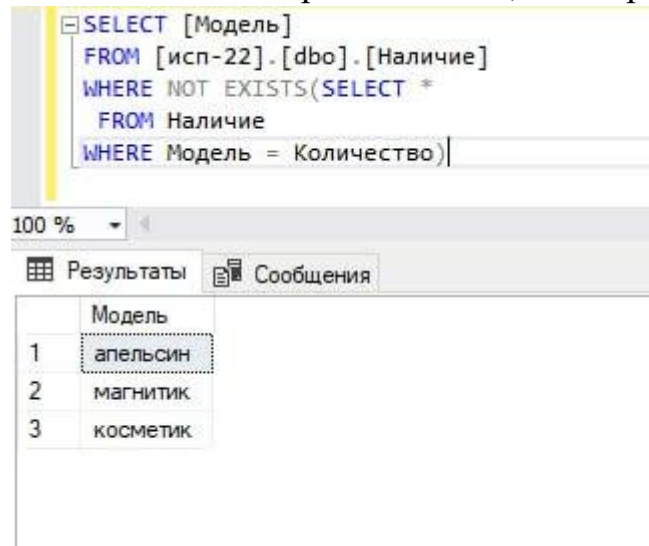 SELECT [Модель]
FROM [исп-22].[dbo].[Наличие]
WHERE NOT EXISTS(SELECT *
FROM Наличие
WHERE Модель = Количество)
100 %
Результаты Сообщения
Модель
1 апельсин
2 магнитик
3 косметик